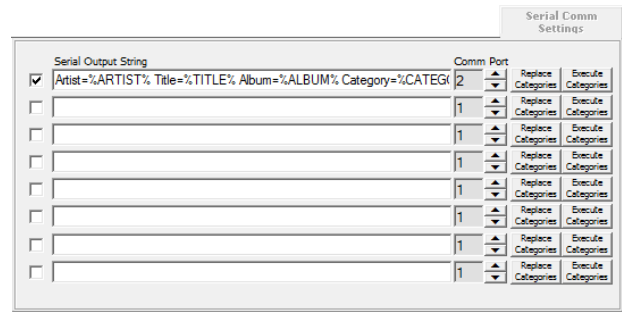 Serial Comm
Settings
Serial Output String Comm Port
Artist=%ARTIST% Title=%TITLE% Album=%ALBUM% Category=%CATEG( 2 Replace Execute
Categories Categories
1 Replace Execute
Categories Categories
1 Replace Execute
Categories Categories
1 Replace Execute
Categories Categories
1 Replace Execute
Categories Categories
1 Replace Execute
Categories Categories
1 Replace Execute
Categories Categories
1 Replace Execute
Categories Categories